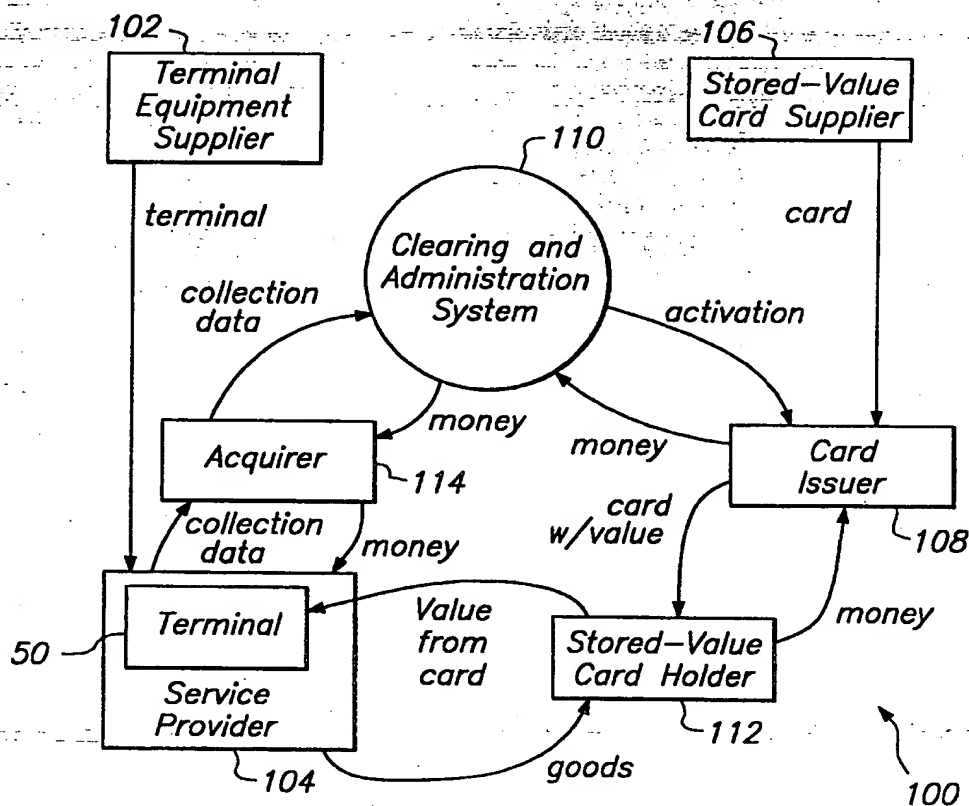 102
Terminal
Equipment
Supplier
106
Stored-Value
Card Supplier
110
terminal
card
Clearing and
Administration
System
collection
data
activation
money
money
Acquirer
114
Card
Issuer
108
card
w/value
collection
data
money
money
50
Terminal
Value
from
card
Stored-Value
Card Holder
112
Service
Provider
104
goods
100